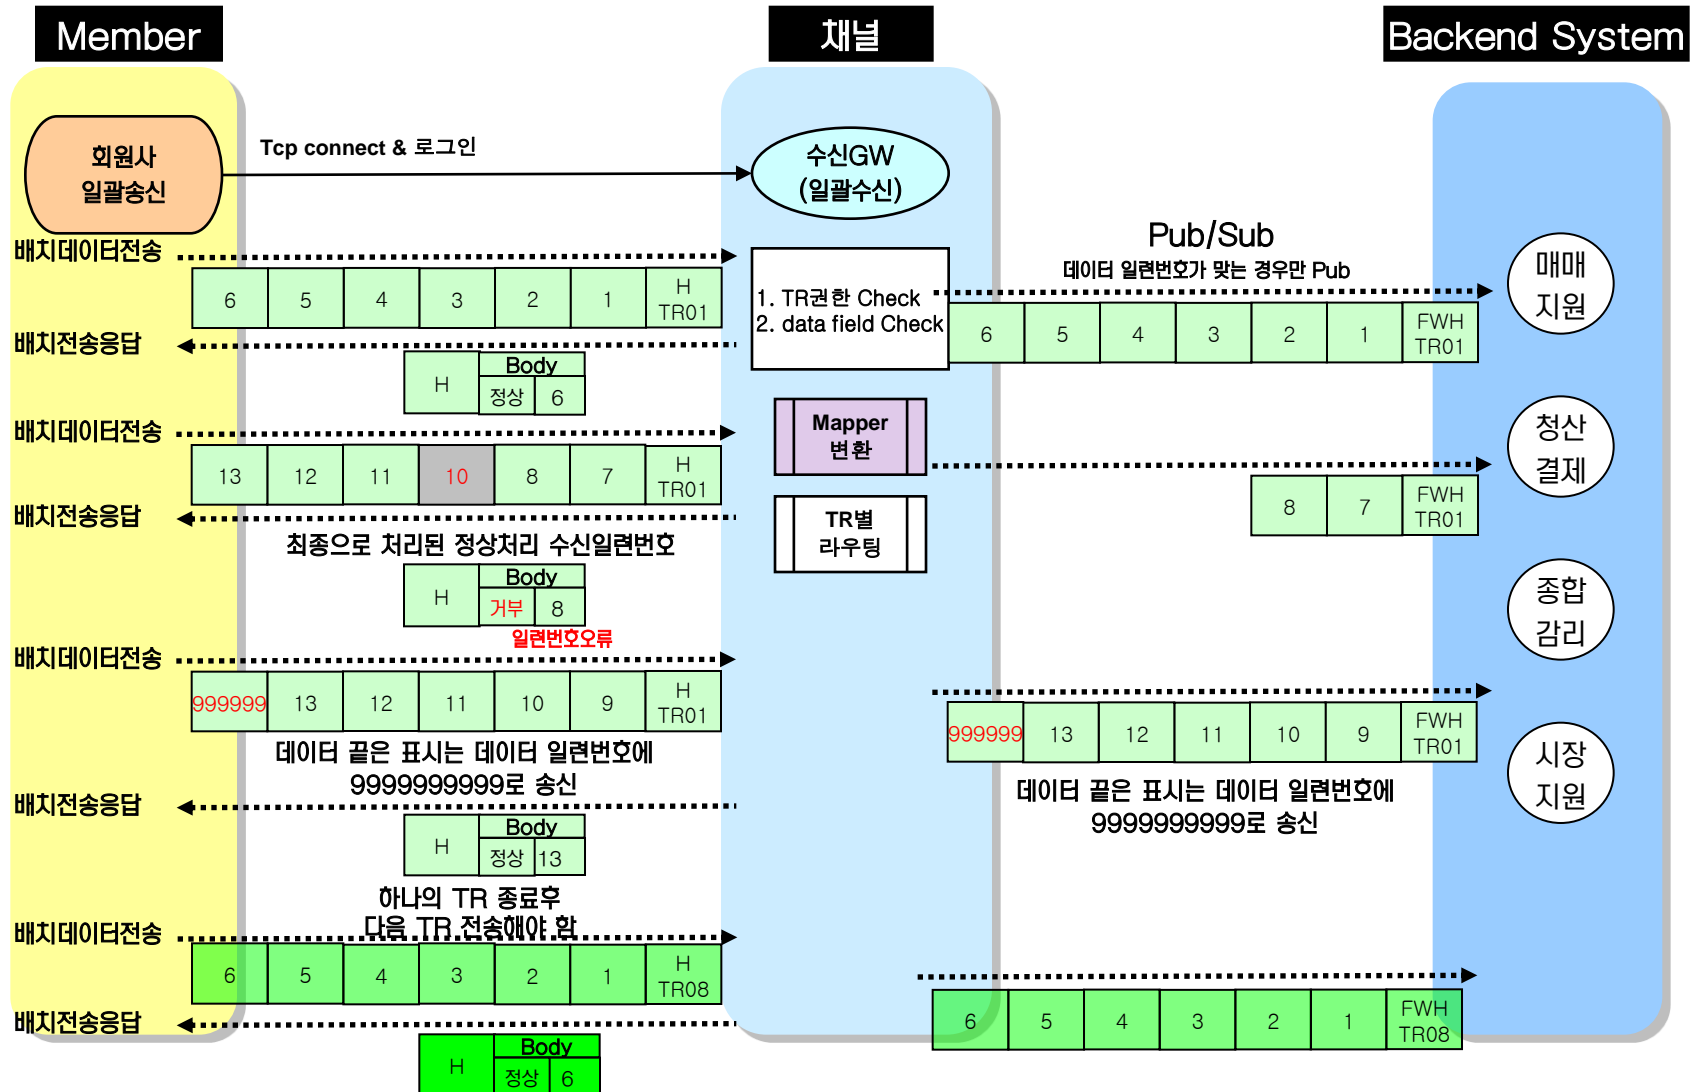 Member
채널
Backend System
회원사
일괄송신
Tcp connect & 로그인
수신GW
(일괄수신)
Pub/Sub
데이터 일련번호가 맞는 경우만 Pub
매매
지원
배치데이터전송
6 5 4 3 2 1 H
TR01
1. TR권한 Check
2. data field Check
6 5 4 3 2 1 FWH
TR01
배치전송응답
H Body
정상 6
배치데이터전송
13 12 11 10 8 7 H
TR01
Mapper
변환
청산
결제
8 7 FWH
TR01
배치전송응답
TR별
라우팅
최종으로 처리된 정상처리 수신일련번호
H Body
거부 8
일련번호오류
종합
감리
배치데이터전송
999999 13 12 11 10 9 H
TR01
999999 13 12 11 10 9 FWH
TR01
데이터 끝은 표시는 데이터 일련번호에
9999999999로 송신
데이터 끝은 표시는 데이터 일련번호에
9999999999로 송신
시장
지원
배치전송응답
H Body
정상 13
하나의 TR 종료후
다음 TR 전송해야 함
배치데이터전송
6 5 4 3 2 1 H
TR08
6 5 4 3 2 1 FWH
TR08
배치전송응답
H Body
정상 6